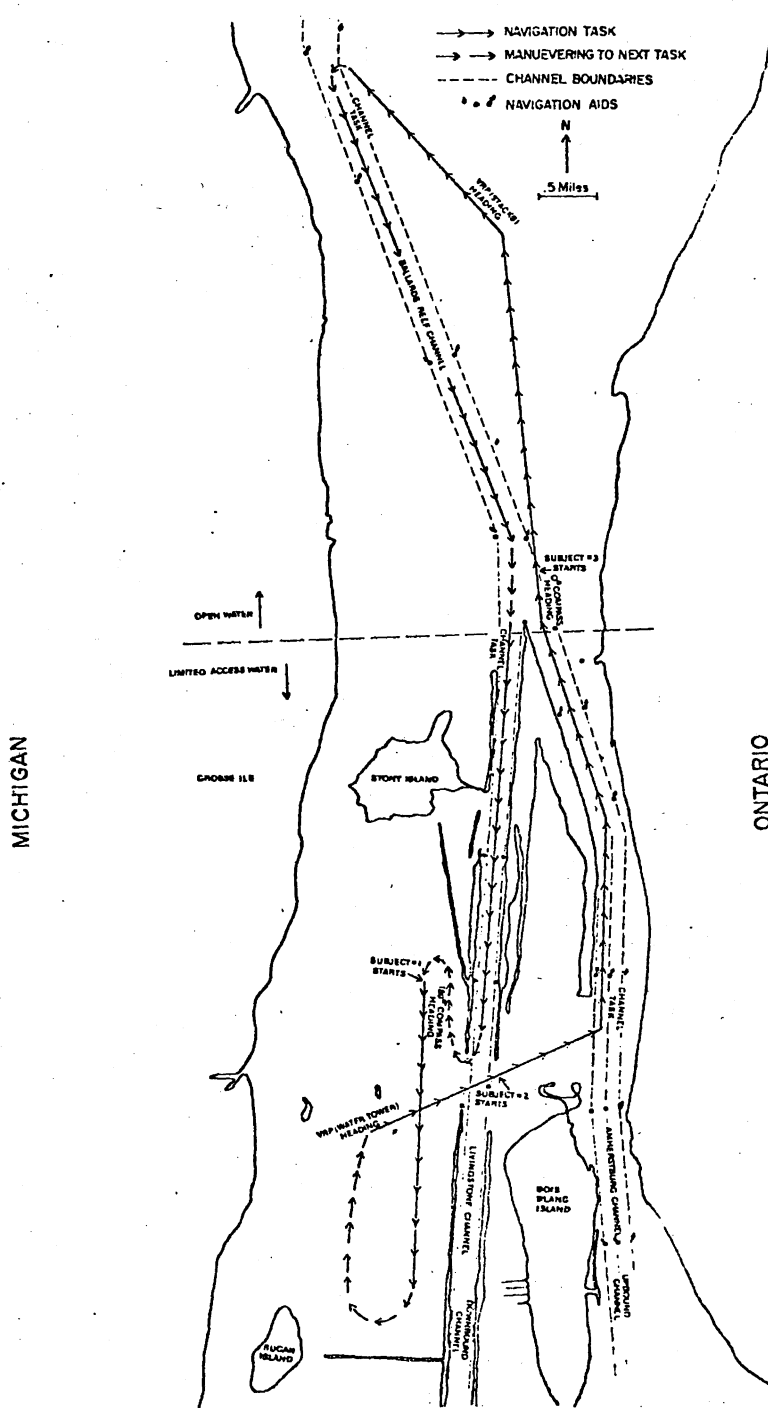 NAVIGATION TASK
MANUEVERING TO NEXT TASK
CHANNEL BOUNDARIES
NAVIGATION AIDS
N
.5 Miles
CHANNEL
TASK
VRP (STACKS)
HEADING
BALLARDS REEF CHANNEL
SUBJECT #3
STARTS
0° COMPASS
HEADING
OPEN WATER
LIMITED ACCESS WATER
CHANNEL
TASK
MICHIGAN
ONTARIO
GROSSE ILE
STONY ISLAND
SUBJECT #1
STARTS
180° COMPASS
HEADING
CHANNEL
TASK
SUBJECT #2
STARTS
VRP (WATER TOWER)
HEADING
LIVINGSTONE CHANNEL
BOIS
BLANC
ISLAND
AMHERSTBURG CHANNEL
UPBOUND
CHANNEL
DOWNBOUND
CHANNEL
ISLAND